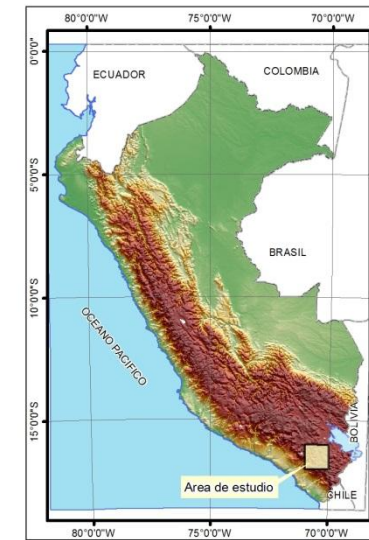 80°0'0"O 75°0'0"O 70°0'0"O
0°0'0"
ECUADOR
COLOMBIA
5°0'0"S
BRASIL
10°0'0"S
OCEANO PACIFICO
15°0'0"S
BOLIVIA
Area de estudio
CHILE
80°0'0"O 75°0'0"O 70°0'0"O